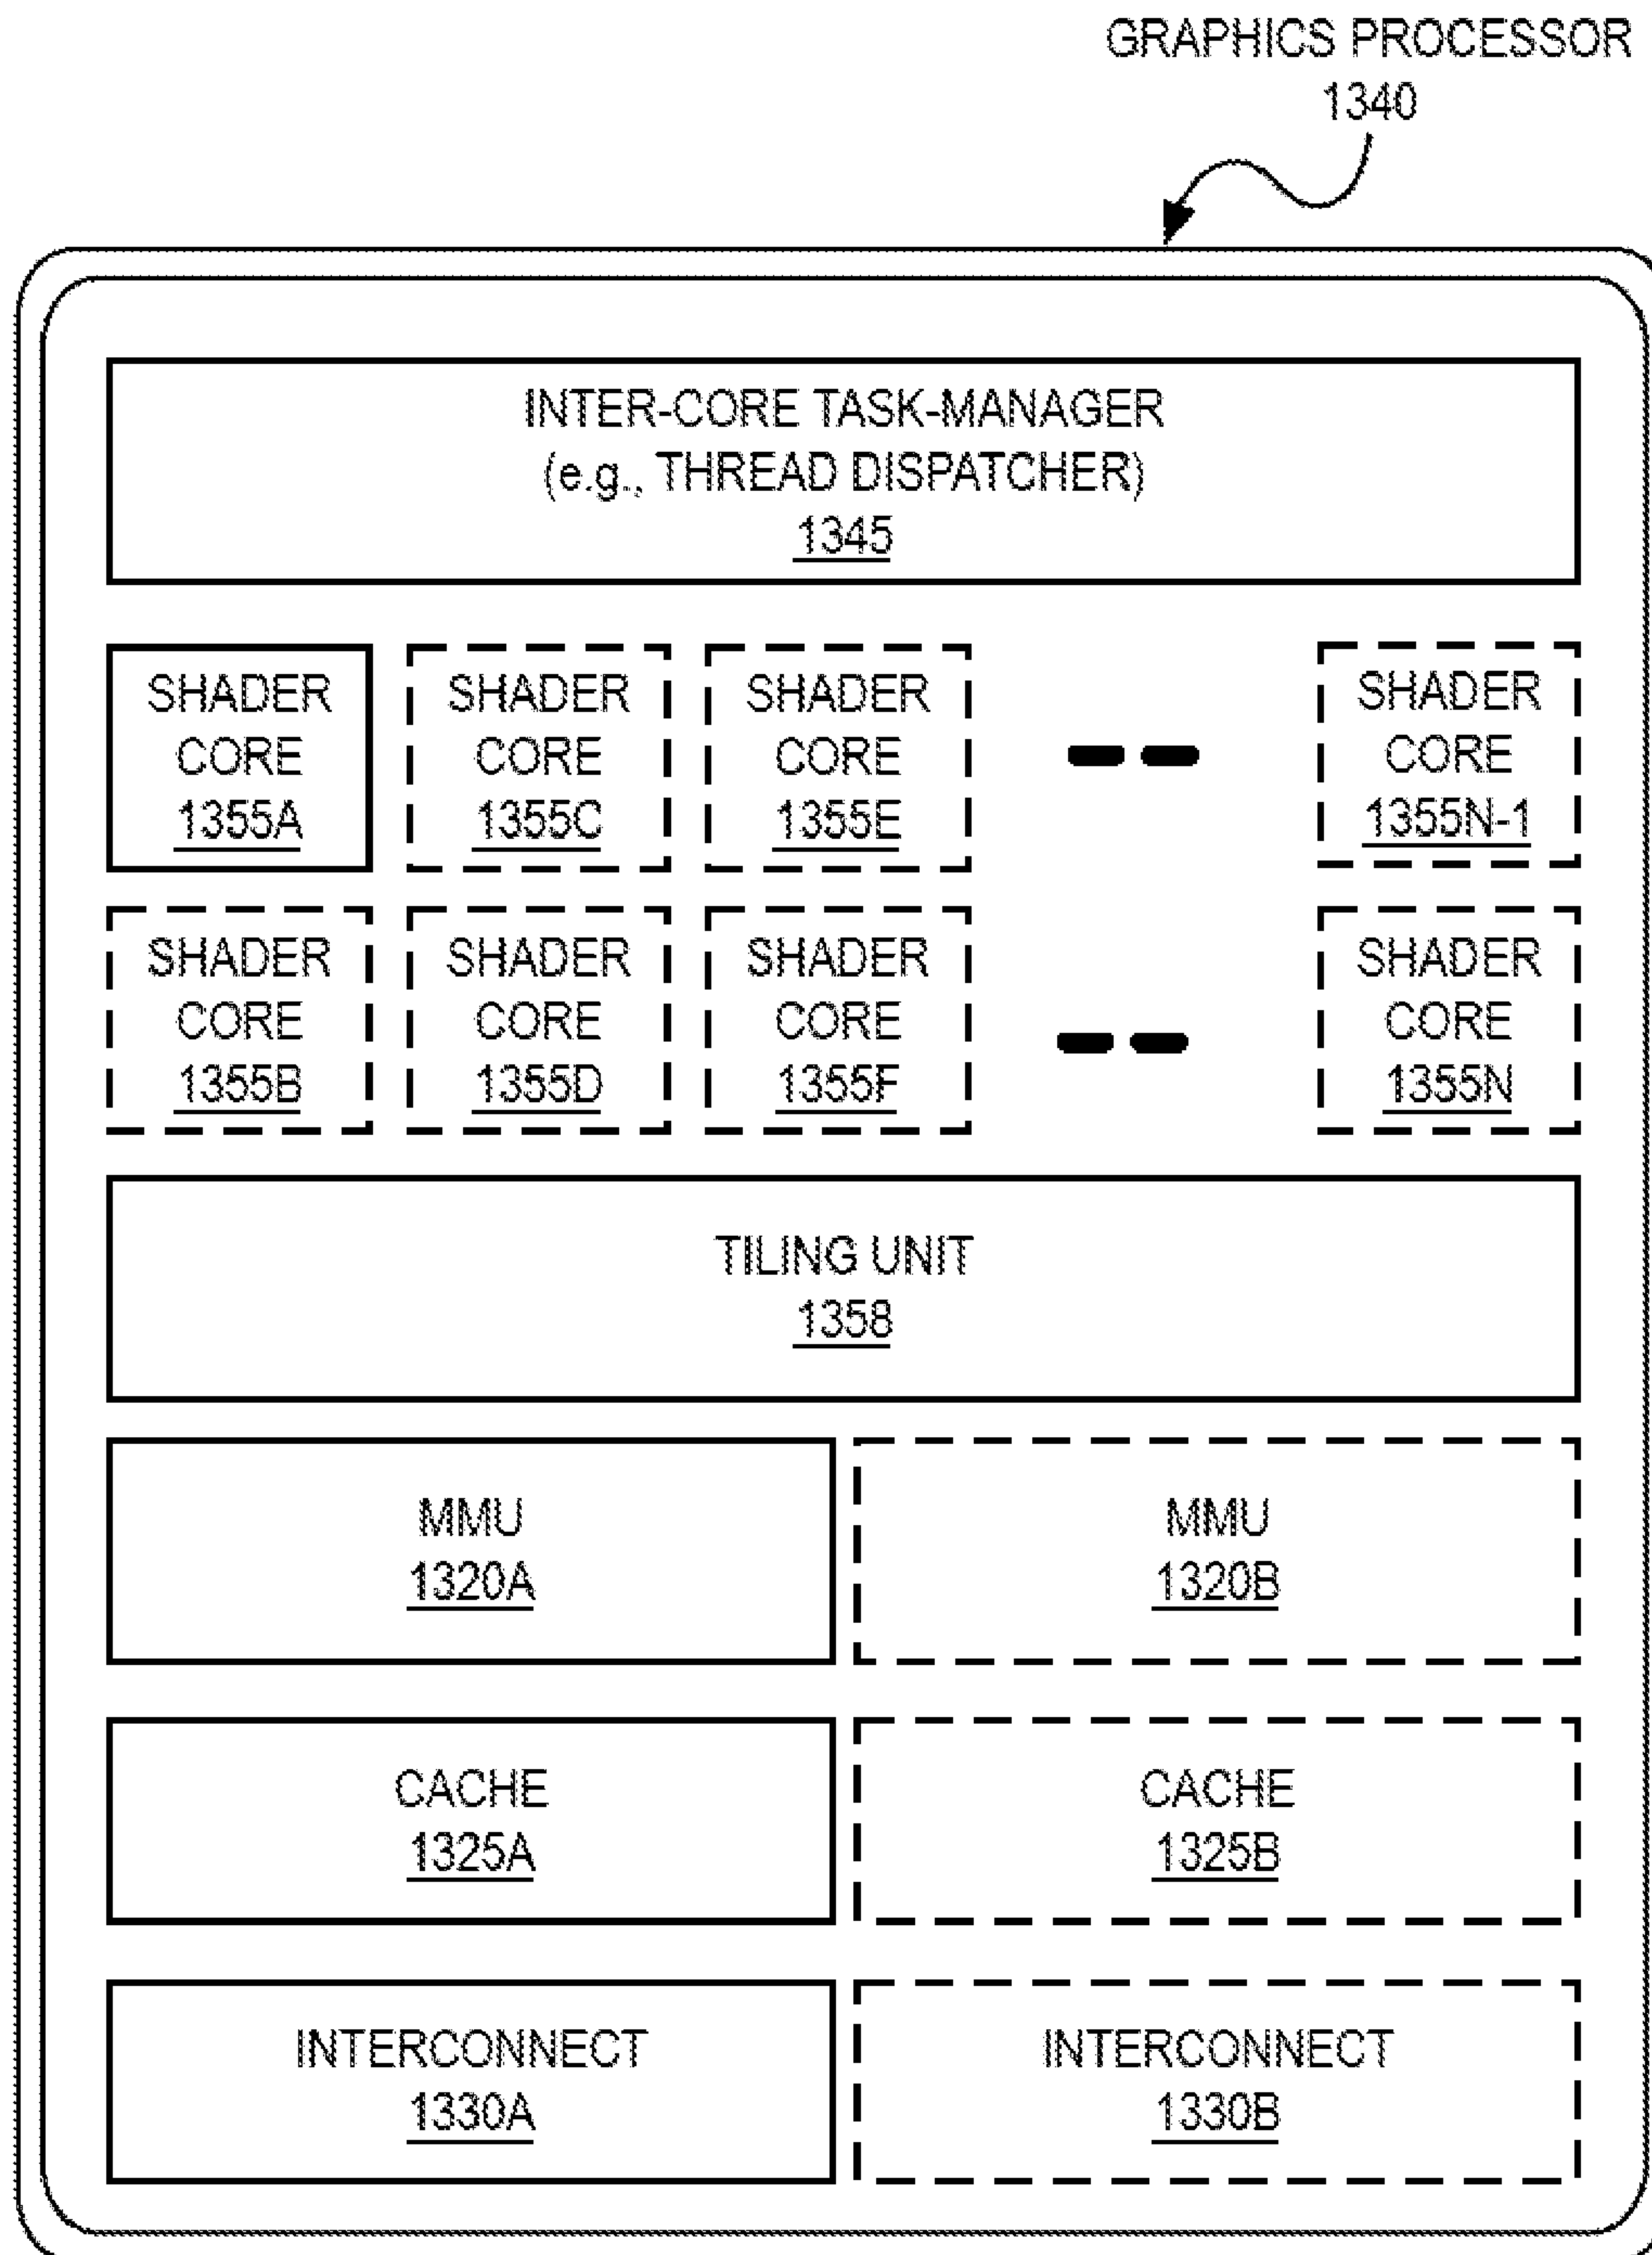 GRAPHICS PROCESSOR
1340
INTER-CORE TASK-MANAGER
(e.g., THREAD DISPATCHER)
1345
SHADER
CORE
1355A
SHADER
CORE
1355C
SHADER
CORE
1355E
SHADER
CORE
1355N-1
SHADER
CORE
1355B
SHADER
CORE
1355D
SHADER
CORE
1355F
SHADER
CORE
1355N
TILING UNIT
1358
MMU
1320A
MMU
1320B
CACHE
1325A
CACHE
1325B
INTERCONNECT
1330A
INTERCONNECT
1330B